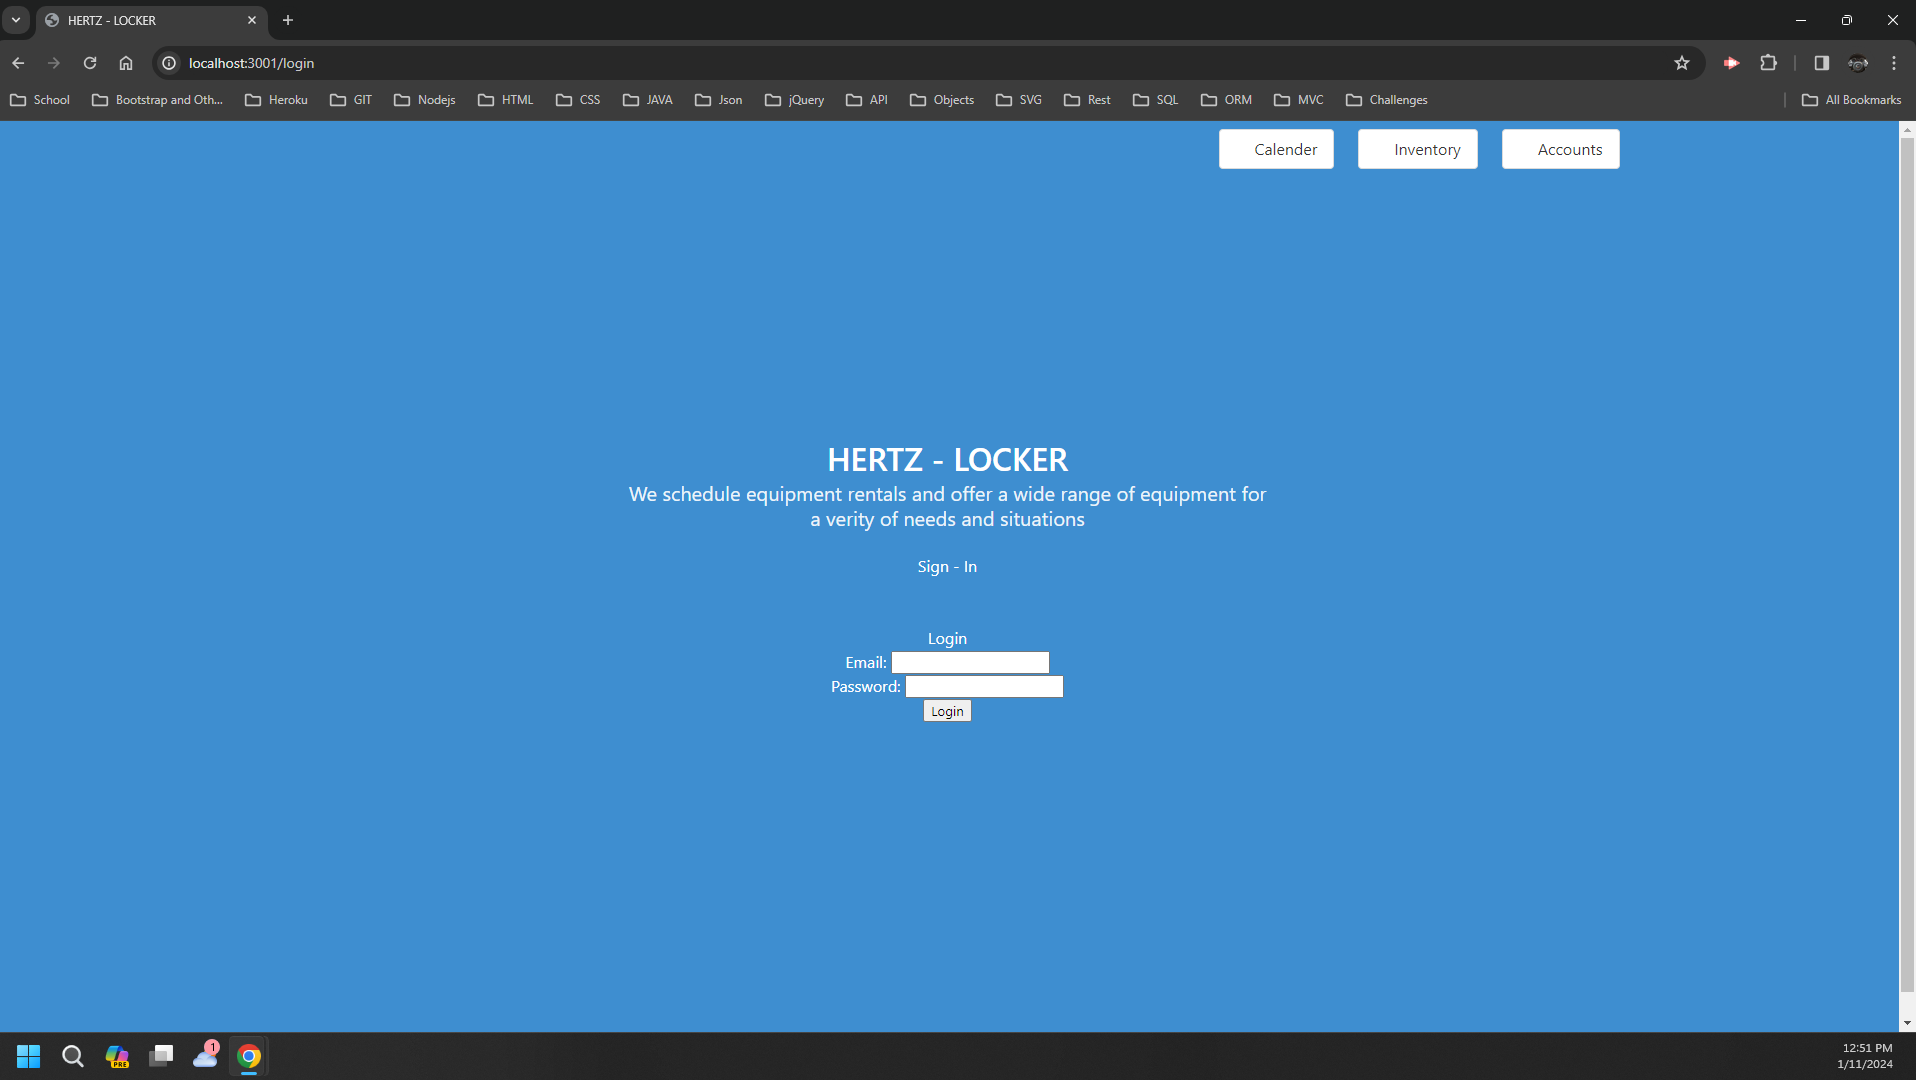 HERTZ - LOCKER
localhost:3001/login
School Bootstrap and Oth... Heroku GIT Nodejs HTML CSS JAVA Json jQuery API Objects SVG Rest SQL ORM MVC Challenges All Bookmarks
Calender Inventory Accounts
HERTZ - LOCKER
We schedule equipment rentals and offer a wide range of equipment for
a verity of needs and situations
Sign - In
Login
Email:
Password:
Login
PRE
1
12:51 PM
1/11/2024